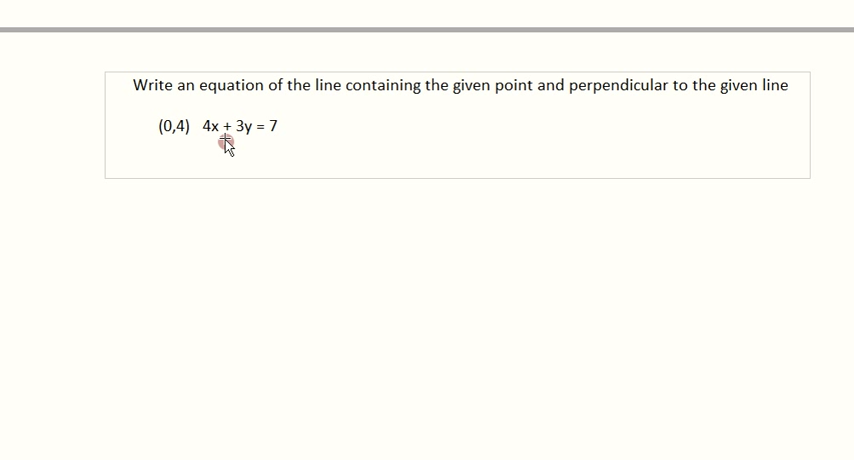 Write an equation of the line containing the given point and perpendicular to the given line
(0,4) 4x + 3y = 7